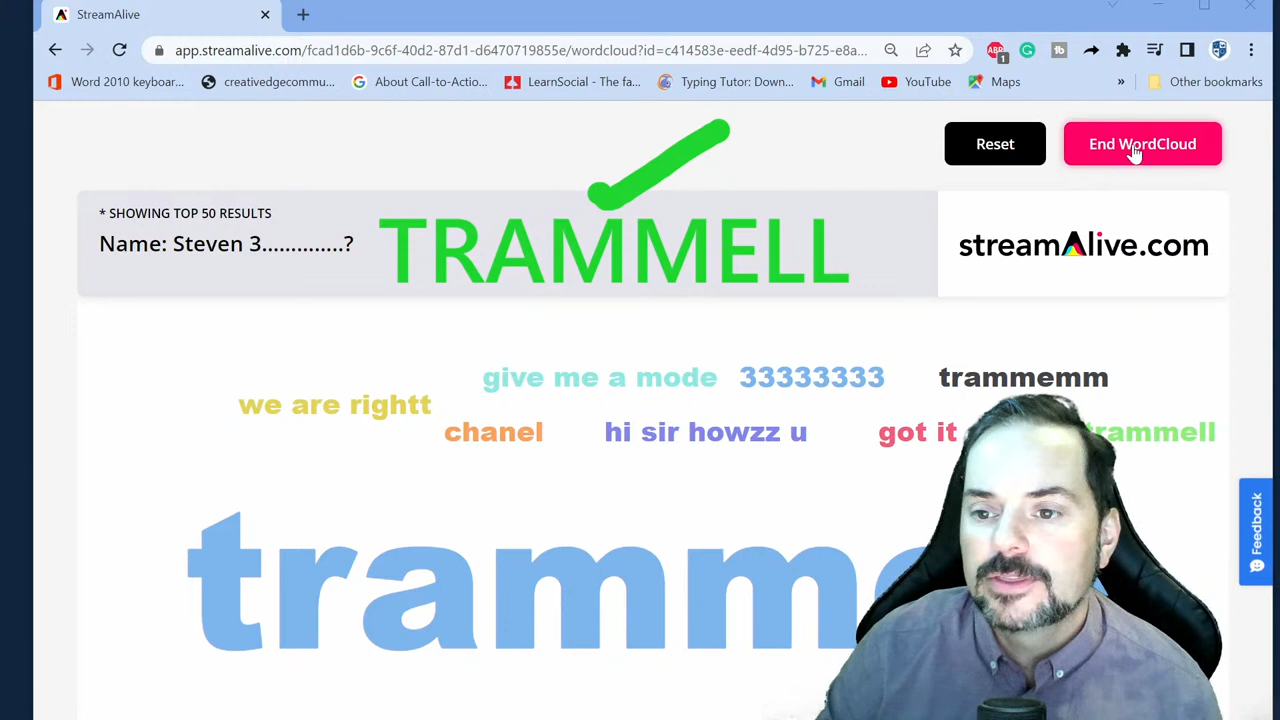 StreamAlive
app.streamalive.com/fcad1d6b-9c6f-40d2-87d1-d6470719855e/wordcloud?id=c414583e-eedf-4d95-b725-e8a...
1
Word 2010 keyboar...
creativedgecommu...
About Call-to-Actio...
LearnSocial - The fa...
Typing Tutor: Down...
Gmail
YouTube
Maps
»
Other bookmarks
Reset
End WordCloud
* SHOWING TOP 50 RESULTS
Name: Steven 3..............?
TRAMMELL
streamAlive.com
give me a mode
33333333
trammemm
we are rightt
chanel
hi sir howzz u
got it
trammell
Feedback